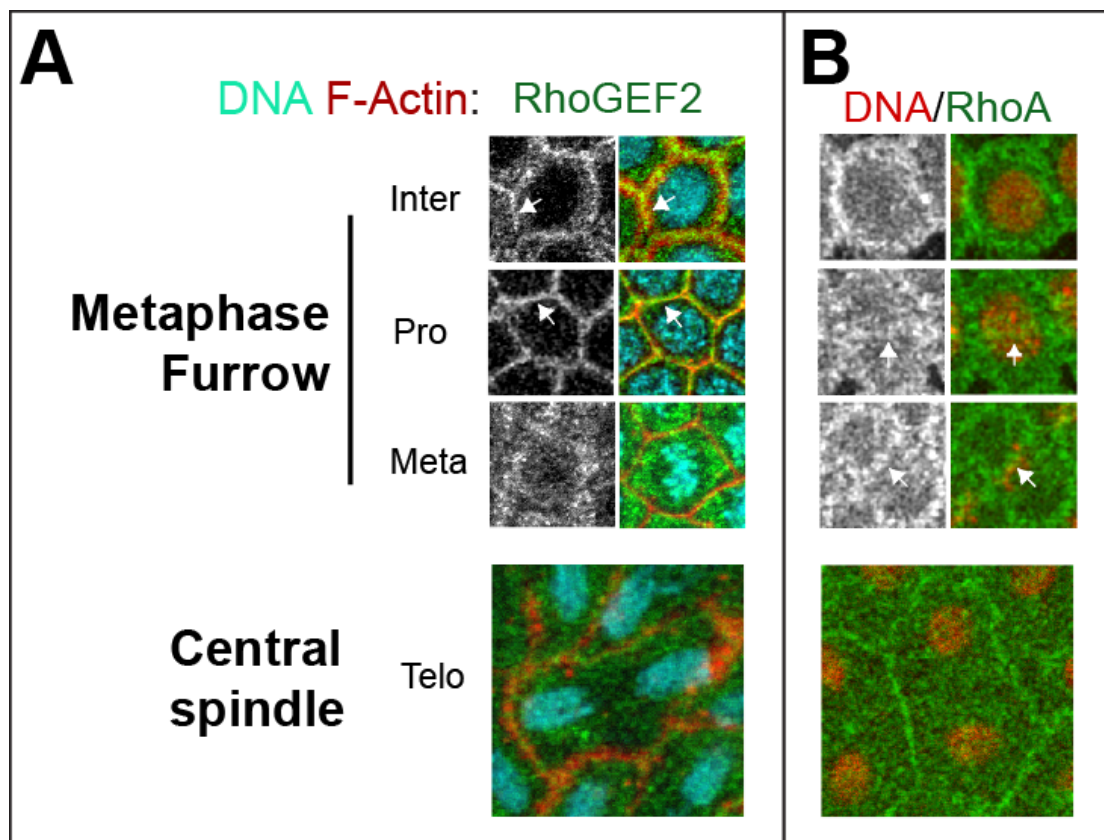 A
DNA F-Actin: RhoGEF2
Inter
Metaphase
Furrow
Pro
Meta
Central
spindle
Telo
B
DNA/RhoA